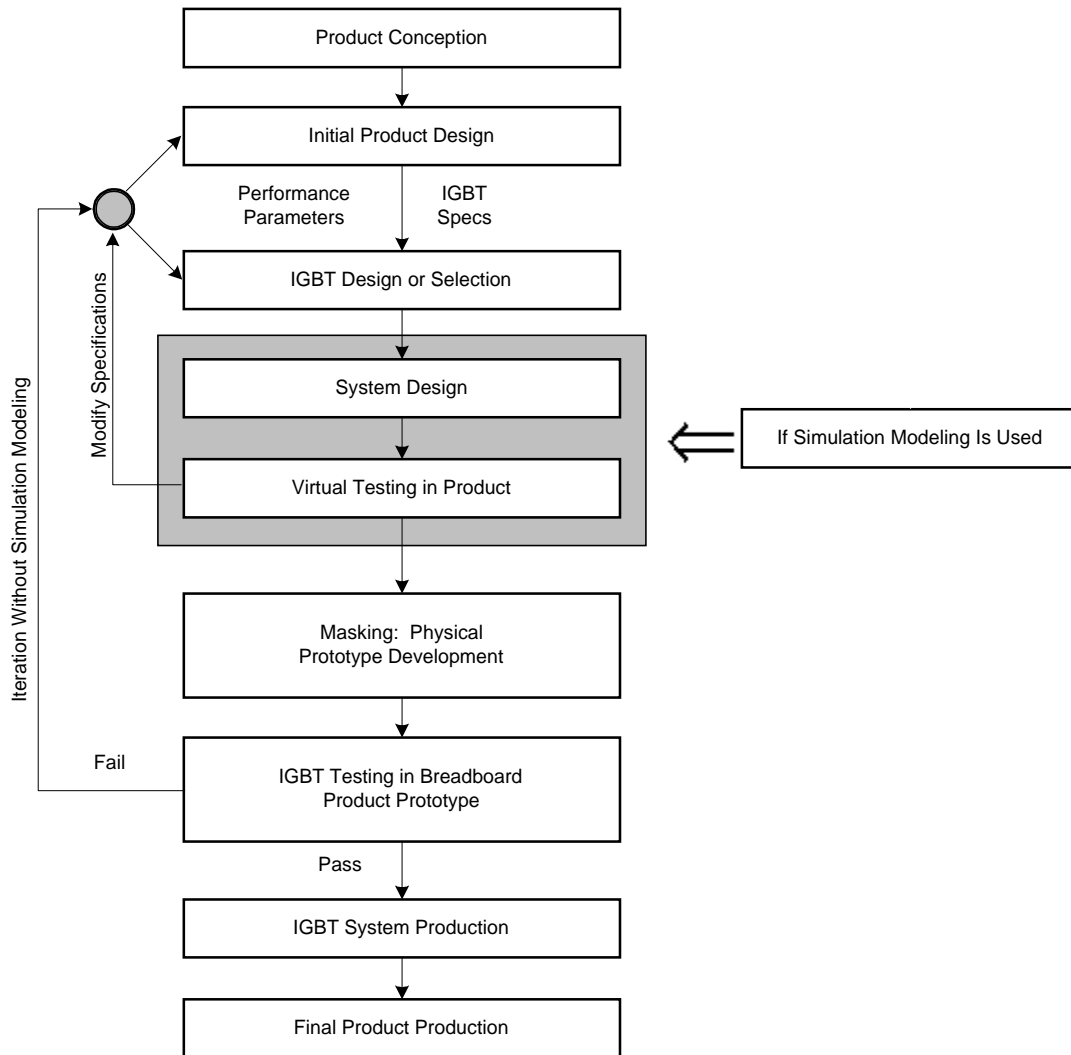 Product Conception
Initial Product Design
Performance
Parameters
IGBT
Specs
IGBT Design or Selection
Modify Specifications
System Design
If Simulation Modeling Is Used
Virtual Testing in Product
Iteration Without Simulation Modeling
Masking:  Physical
Prototype Development
Fail
IGBT Testing in Breadboard
Product Prototype
Pass
IGBT System Production
Final Product Production